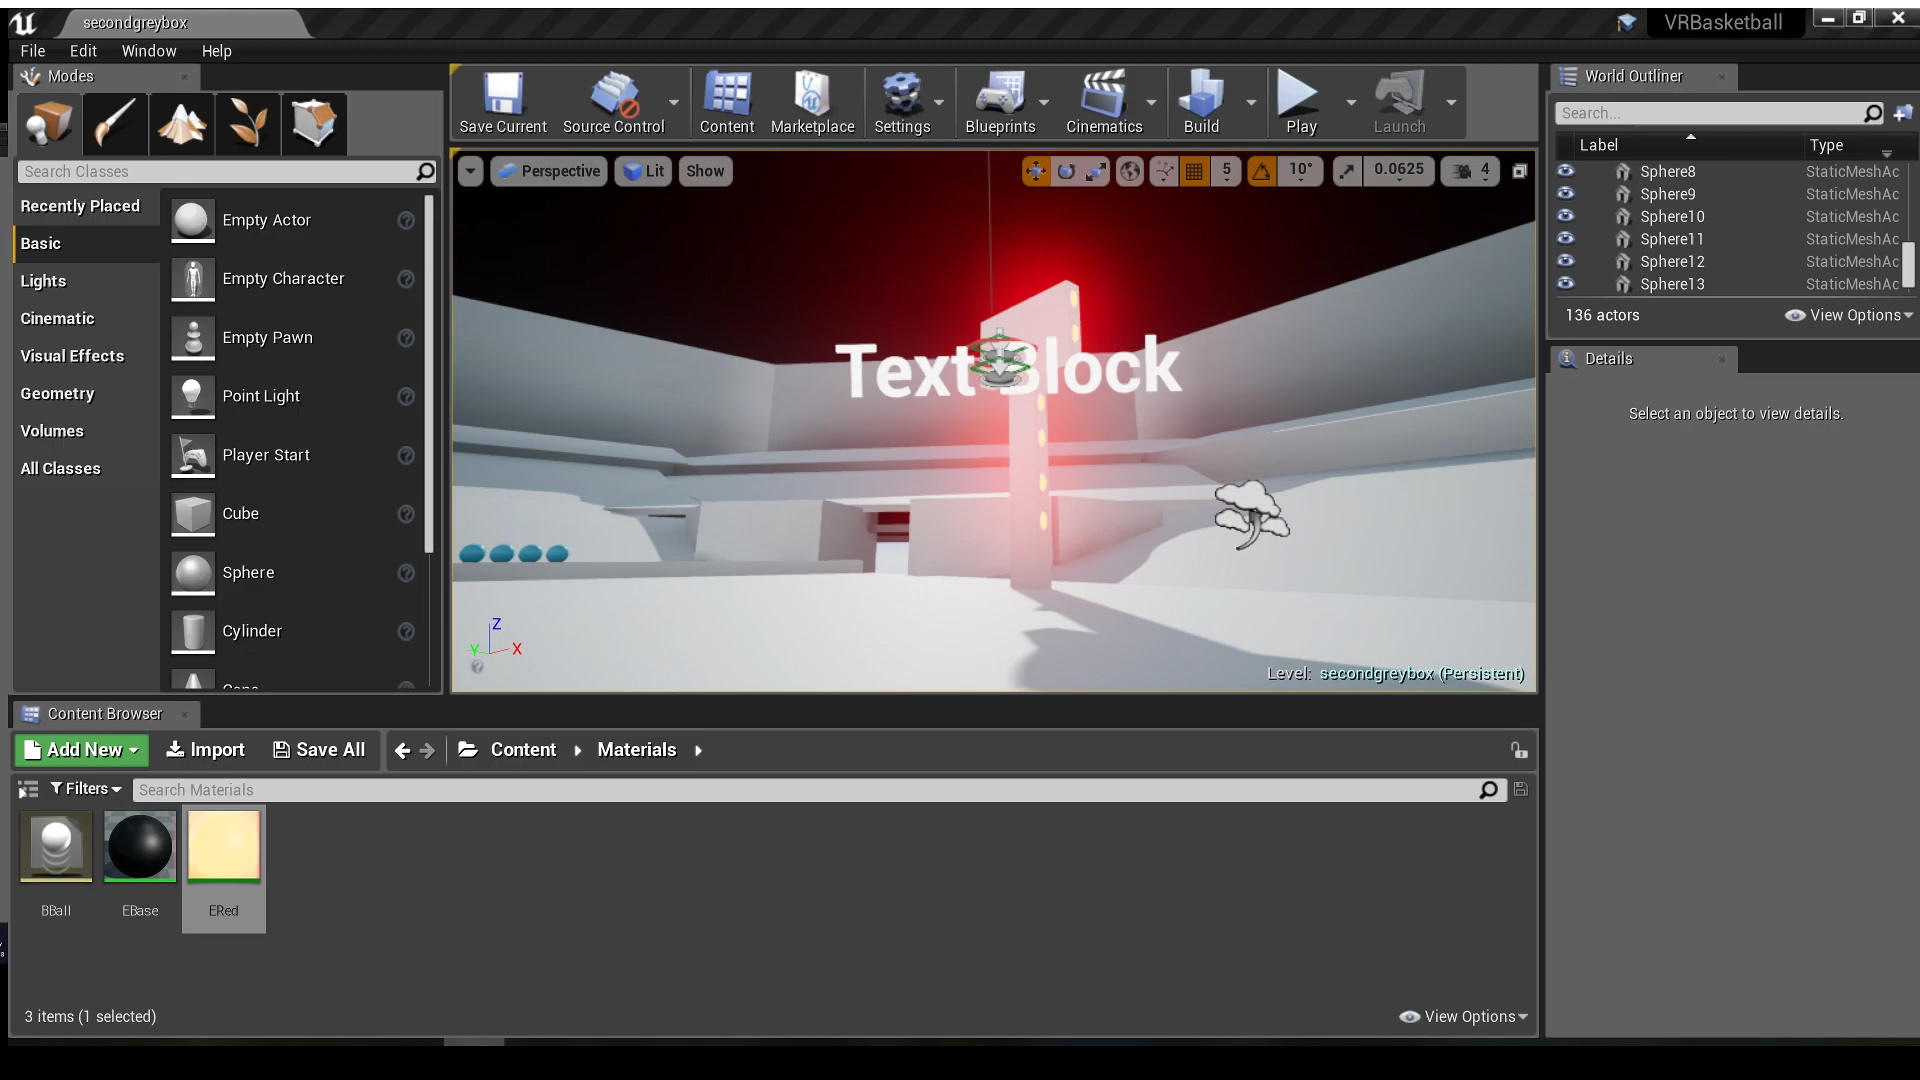 secondgreybox
VRBasketball
File Edit Window Help
Modes
Search Classes
Recently Placed
Basic
Lights
Cinematic
Visual Effects
Geometry
Volumes
All Classes
Empty Actor
Empty Character
Empty Pawn
Point Light
Player Start
Cube
Sphere
Cylinder
Save Current
Source Control
Content
Marketplace
Settings
Blueprints
Cinematics
Build
Play
Launch
Perspective
Lit
Show
5
10°
0.0625
4
Text Block
Z
Y
X
Level: secondgreybox (Persistent)
World Outliner
Search...
Label Type
Sphere8 StaticMeshAc
Sphere9 StaticMeshAc
Sphere10 StaticMeshAc
Sphere11 StaticMeshAc
Sphere12 StaticMeshAc
Sphere13 StaticMeshAc
136 actors
View Options
Details
Select an object to view details.
Content Browser
Add New
Import
Save All
Content
Materials
Filters
Search Materials
BBall
EBase
ERed
3 items (1 selected)
View Options